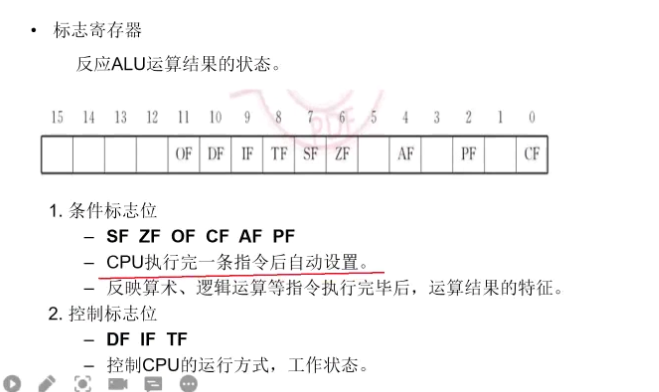 • 标志寄存器
反应ALU运算结果的状态。
15 14 13 12 11 10 9 8 7 6 5 4 3 2 1 0
OF DF IF TF SF ZF AF PF CF
PDF
1. 条件标志位
– SF ZF OF CF AF PF
– CPU执行完一条指令后自动设置。
– 反映算术、逻辑运算等指令执行完毕后，运算结果的特征。
2. 控制标志位
– DF IF TF
– 控制CPU的运行方式，工作状态。